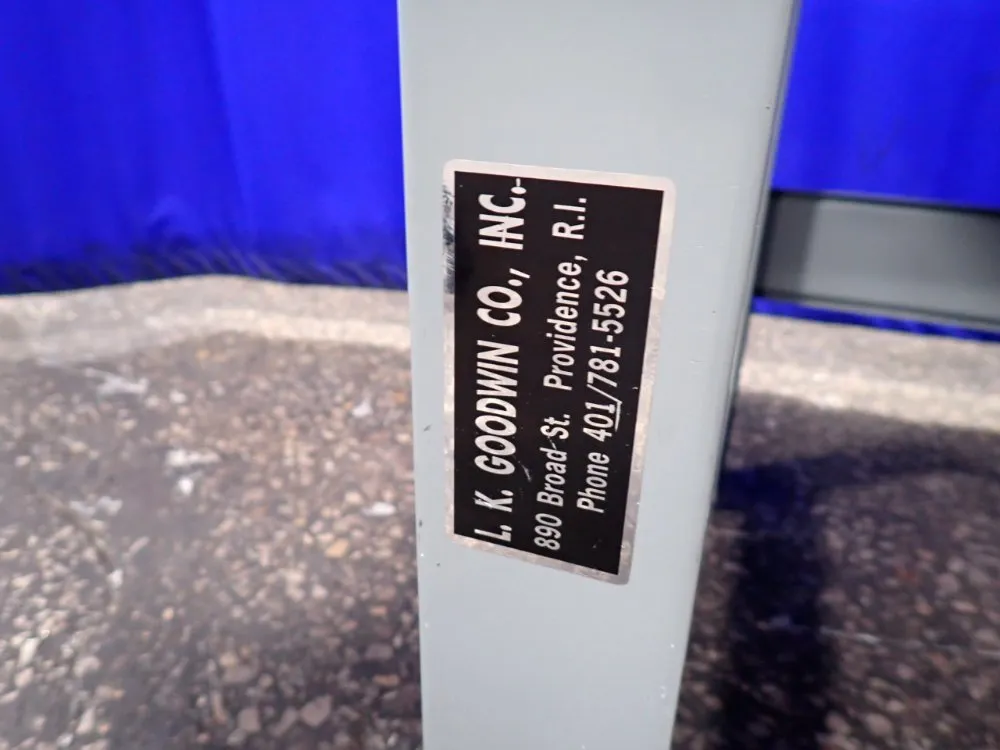 L. K. GOODWIN CO., INC.
890 Broad St. Providence, R.I.
Phone 401/781-5526